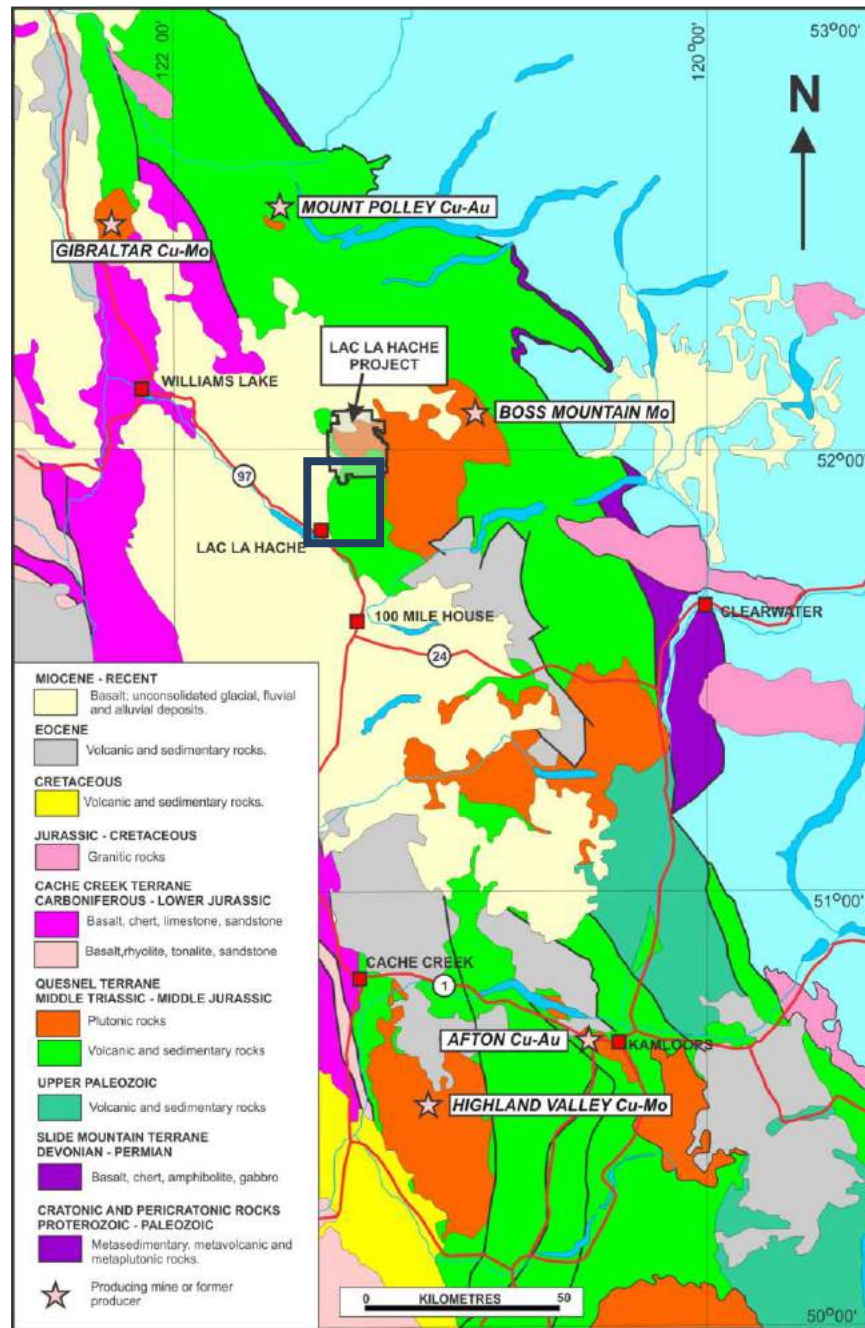 122° 00'
120° 00'
53°00'
N
MOUNT POLLEY Cu-Au
GIBRALTAR Cu-Mo
LAC LA HACHE
PROJECT
WILLIAMS LAKE
BOSS MOUNTAIN Mo
52°00'
97
LAC LA HACHE
100 MILE HOUSE
CLEARWATER
24
MIOCENE - RECENT
Basalt; unconsolidated glacial, fluvial
and alluvial deposits.
EOCENE
Volcanic and sedimentary rocks.
CRETACEOUS
Volcanic and sedimentary rocks.
JURASSIC - CRETACEOUS
Granitic rocks
CACHE CREEK TERRANE
CARBONIFEROUS - LOWER JURASSIC
Basalt, chert, limestone, sandstone
Basalt,rhyolite, tonalite, sandstone
QUESNEL TERRANE
MIDDLE TRIASSIC - MIDDLE JURASSIC
Plutonic rocks
Volcanic and sedimentary rocks
UPPER PALEOZOIC
Volcanic and sedimentary rocks
SLIDE MOUNTAIN TERRANE
DEVONIAN - PERMIAN
Basalt, chert, amphibolite, gabbro
CRATONIC AND PERICRATONIC ROCKS
PROTEROZOIC - PALEOZOIC
Metasedimentary, metavolcanic and
metaplutonic rocks.
Producing mine or former
producer
51°00'
CACHE CREEK
1
AFTON Cu-Au
KAMLOOPS
HIGHLAND VALLEY Cu-Mo
KILOMETRES
0
50
50°00'